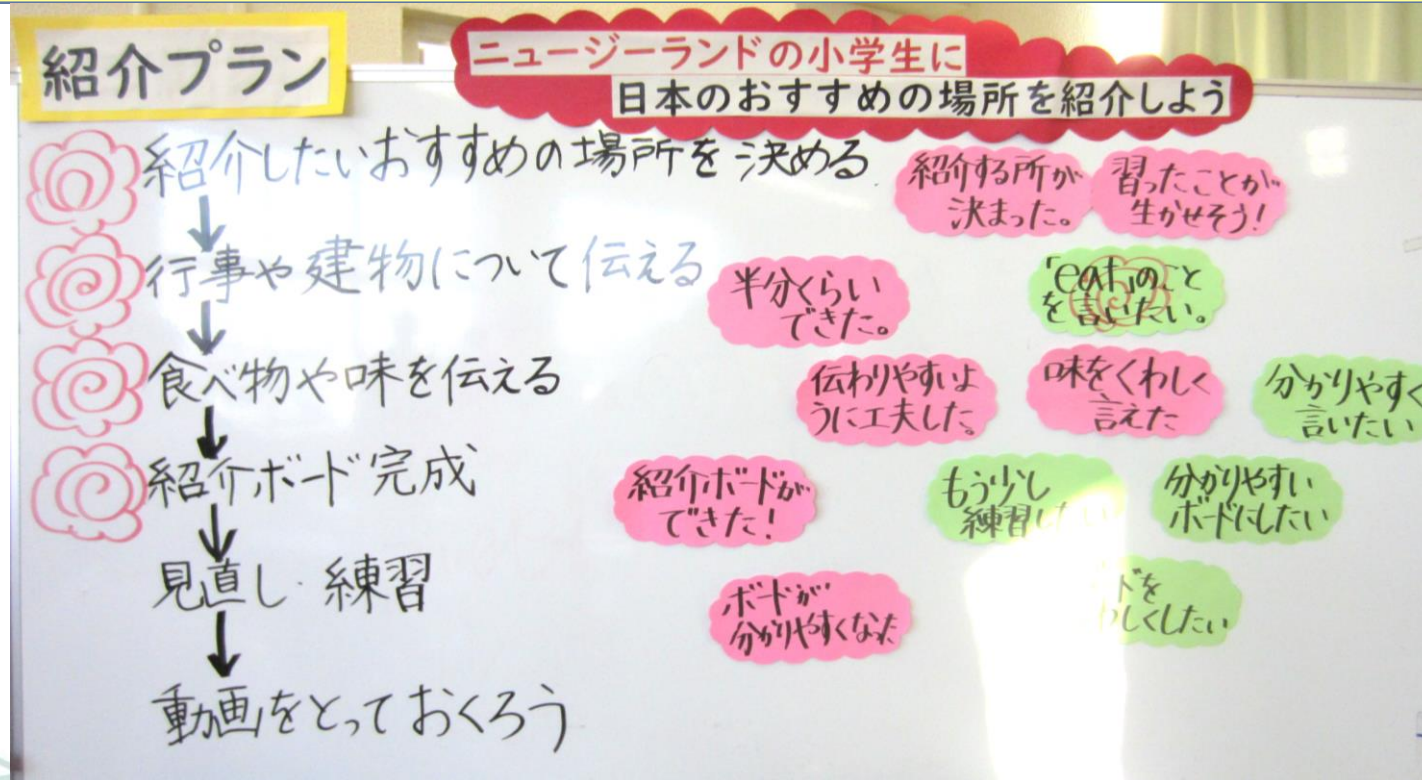 紹介プラン
ニュージーランドの小学生に
日本のおすすめの場所を紹介しよう
紹介したいおすすめの場所を決める
紹介する所が
決まった。
習ったことが
生かせそう!
行事や建物について伝える
半分くらい
できた。
「eat」のこと
を言いたい。
食べ物や味を伝える
伝わりやすいよ
うに工夫した。
味をくわしく
言えた
分かりやすく
言いたい
紹介ボード完成
紹介ボードが
できた!
もう少し
練習したい
分かりやすい
ボードにしたい
見直し・練習
ボードが
分かりやすくなった
ドを
しくしたい
動画をとっておくろう